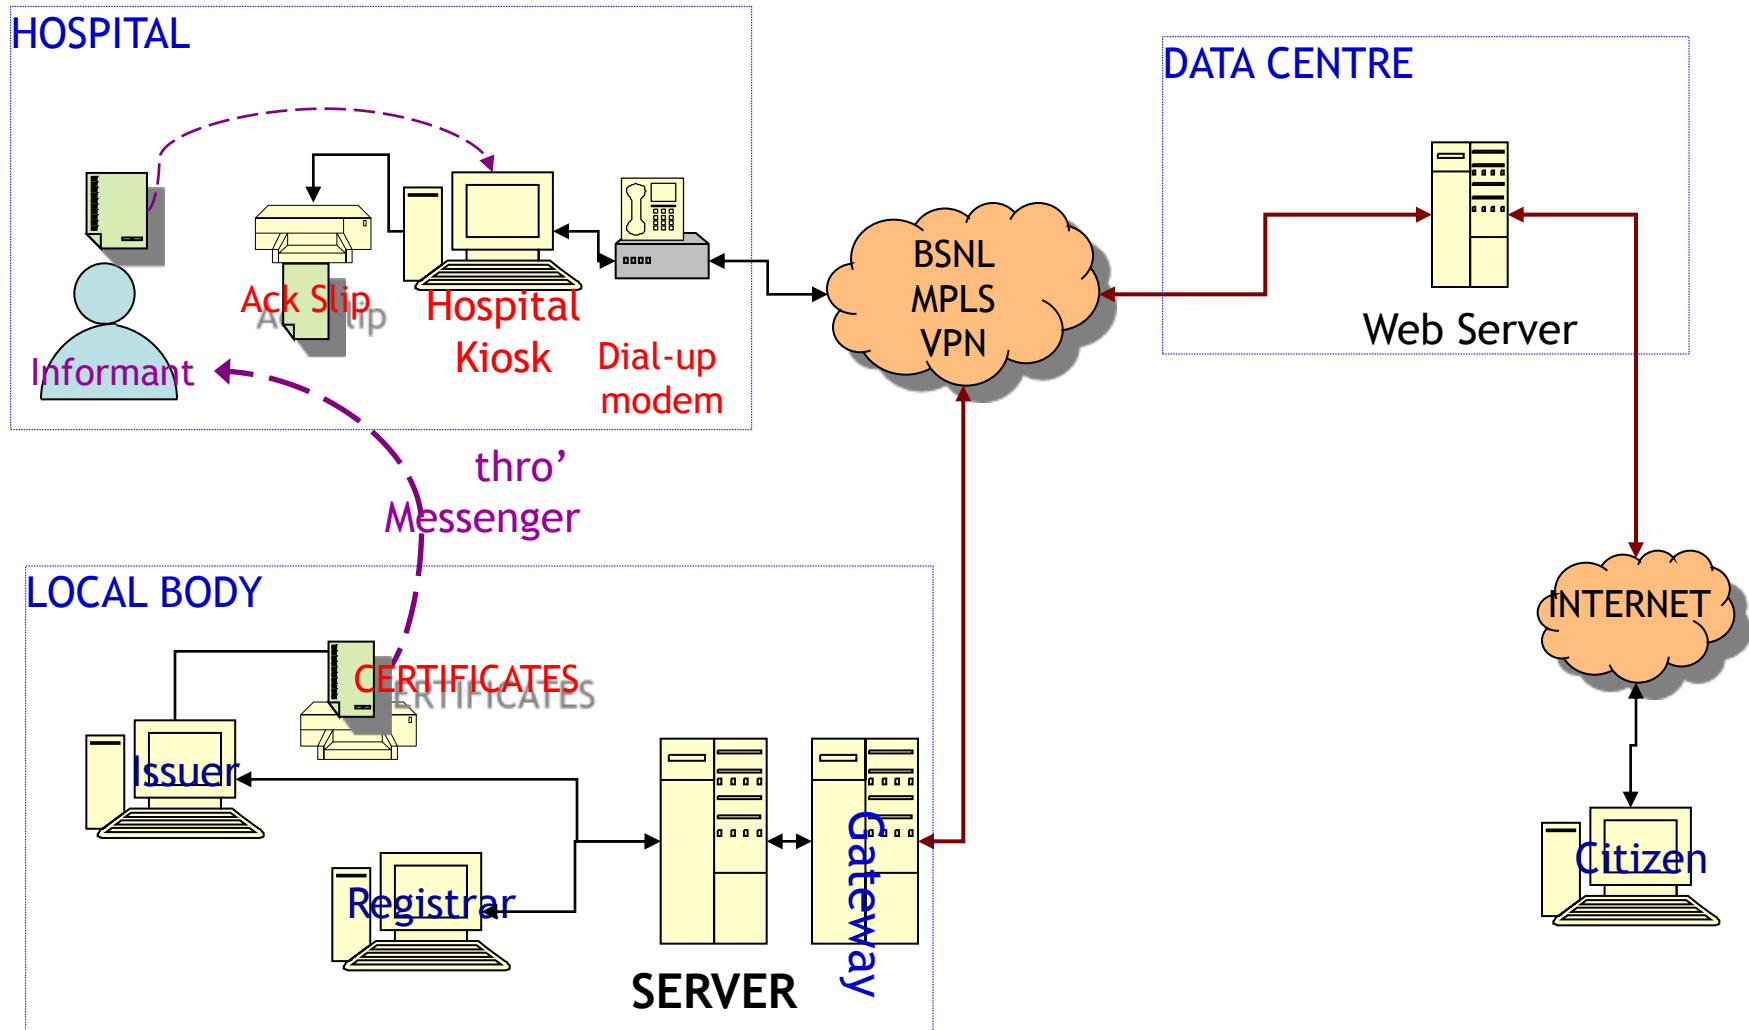 HOSPITAL
DATA CENTRE
Ack Slip
Hospital
Kiosk
Dial-up
modem
Informant
BSNL
MPLS
VPN
Web Server
thro’
Messenger
LOCAL BODY
INTERNET
CERTIFICATES
Issuer
Registrar
Gateway
SERVER
Citizen